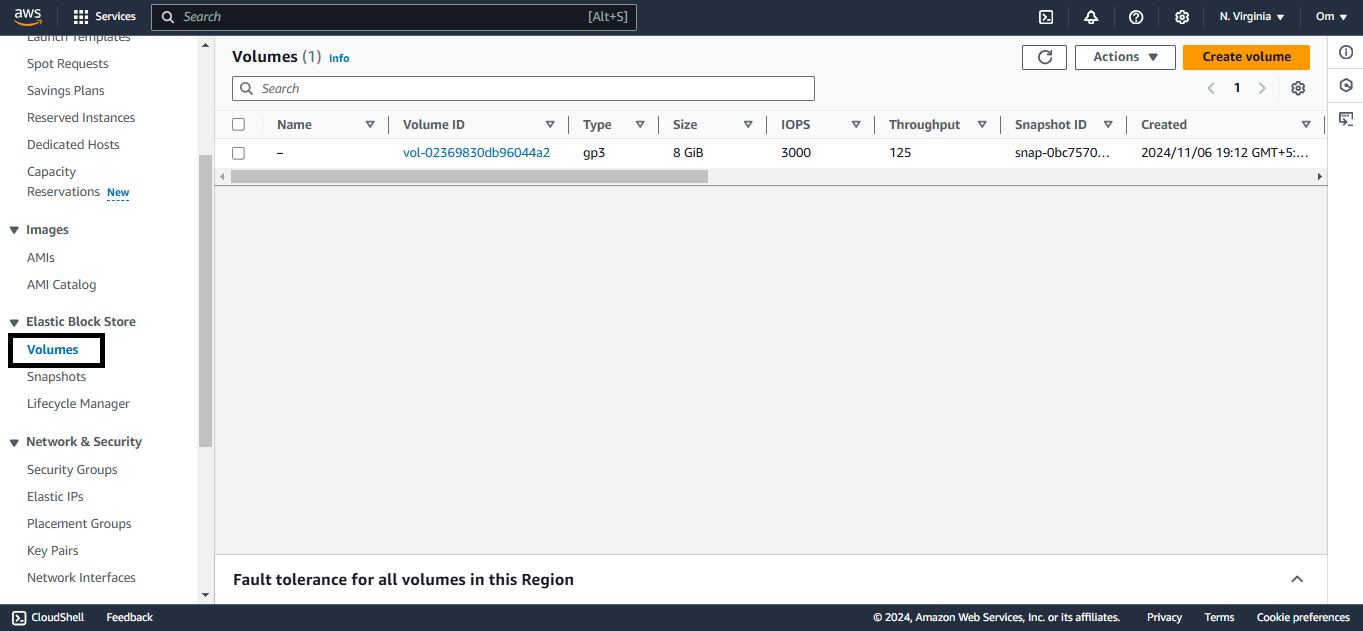 aws Services Search [Alt+S] N. Virginia Om
Launch Templates
Spot Requests
Savings Plans
Reserved Instances
Dedicated Hosts
Capacity
Reservations New
Images
AMIs
AMI Catalog
Elastic Block Store
Volumes
Snapshots
Lifecycle Manager
Network & Security
Security Groups
Elastic IPs
Placement Groups
Key Pairs
Network Interfaces
Volumes (1) Info Actions Create volume
Search 1
Name Volume ID Type Size IOPS Throughput Snapshot ID Created
– vol-02369830db96044a2 gp3 8 GiB 3000 125 snap-0bc7570... 2024/11/06 19:12 GMT+5:...
Fault tolerance for all volumes in this Region
CloudShell Feedback © 2024, Amazon Web Services, Inc. or its affiliates. Privacy Terms Cookie preferences